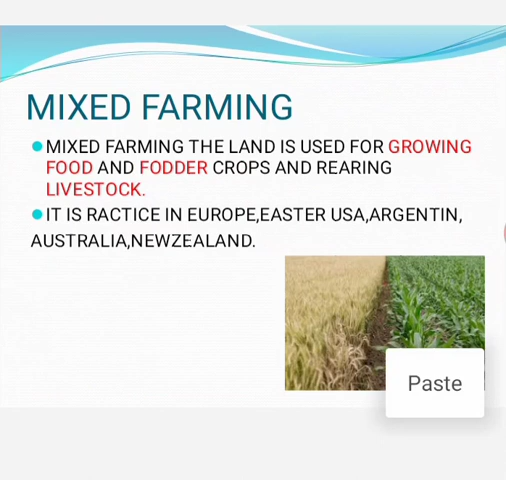 MIXED FARMING
MIXED FARMING THE LAND IS USED FOR GROWING
FOOD AND FODDER CROPS AND REARING
LIVESTOCK.
IT IS RACTICE IN EUROPE,EASTER USA,ARGENTIN,
AUSTRALIA,NEWZEALAND.
Paste